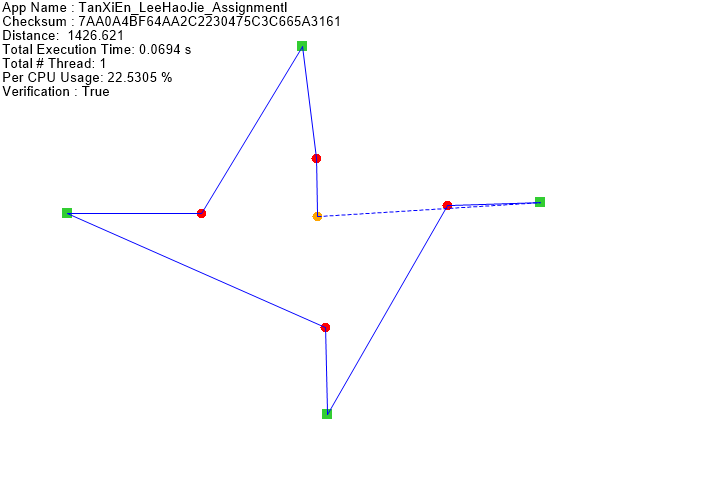 App Name : TanXiEn_LeeHaoJie_AssignmentI
Checksum : 7AA0A4BF64AA2C2230475C3C665A3161
Distance:  1426.621
Total Execution Time: 0.0694 s
Total # Thread: 1
Per CPU Usage: 22.5305 %
Verification : True